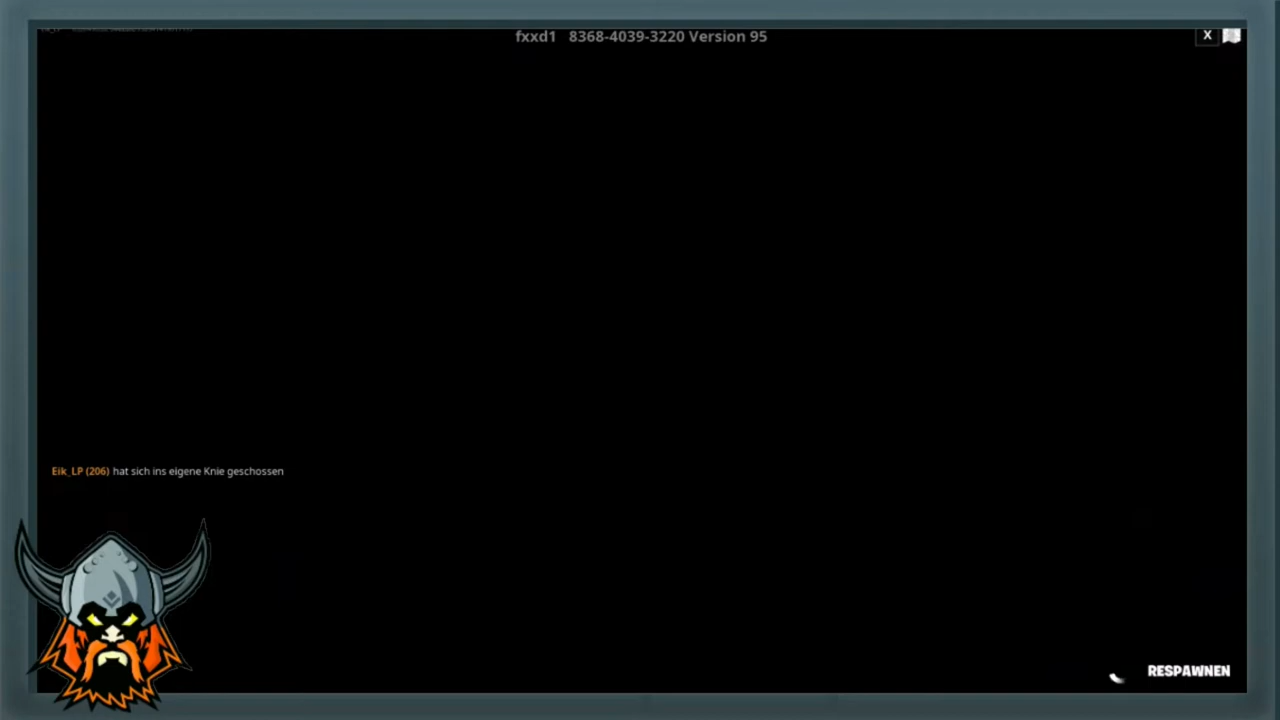 fxxd1 8368-4039-3220 Version 95
X
Eik_LP (206) hat sich ins eigene Knie geschossen
RESPAWNEN